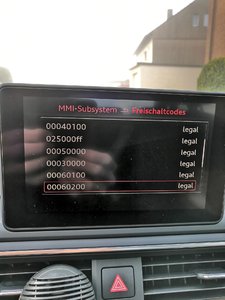 MMI-Subsystem → Freischaltcodes
00040100 legal
025000ff legal
00050000 legal
00030000 legal
00060100 legal
00060200 legal